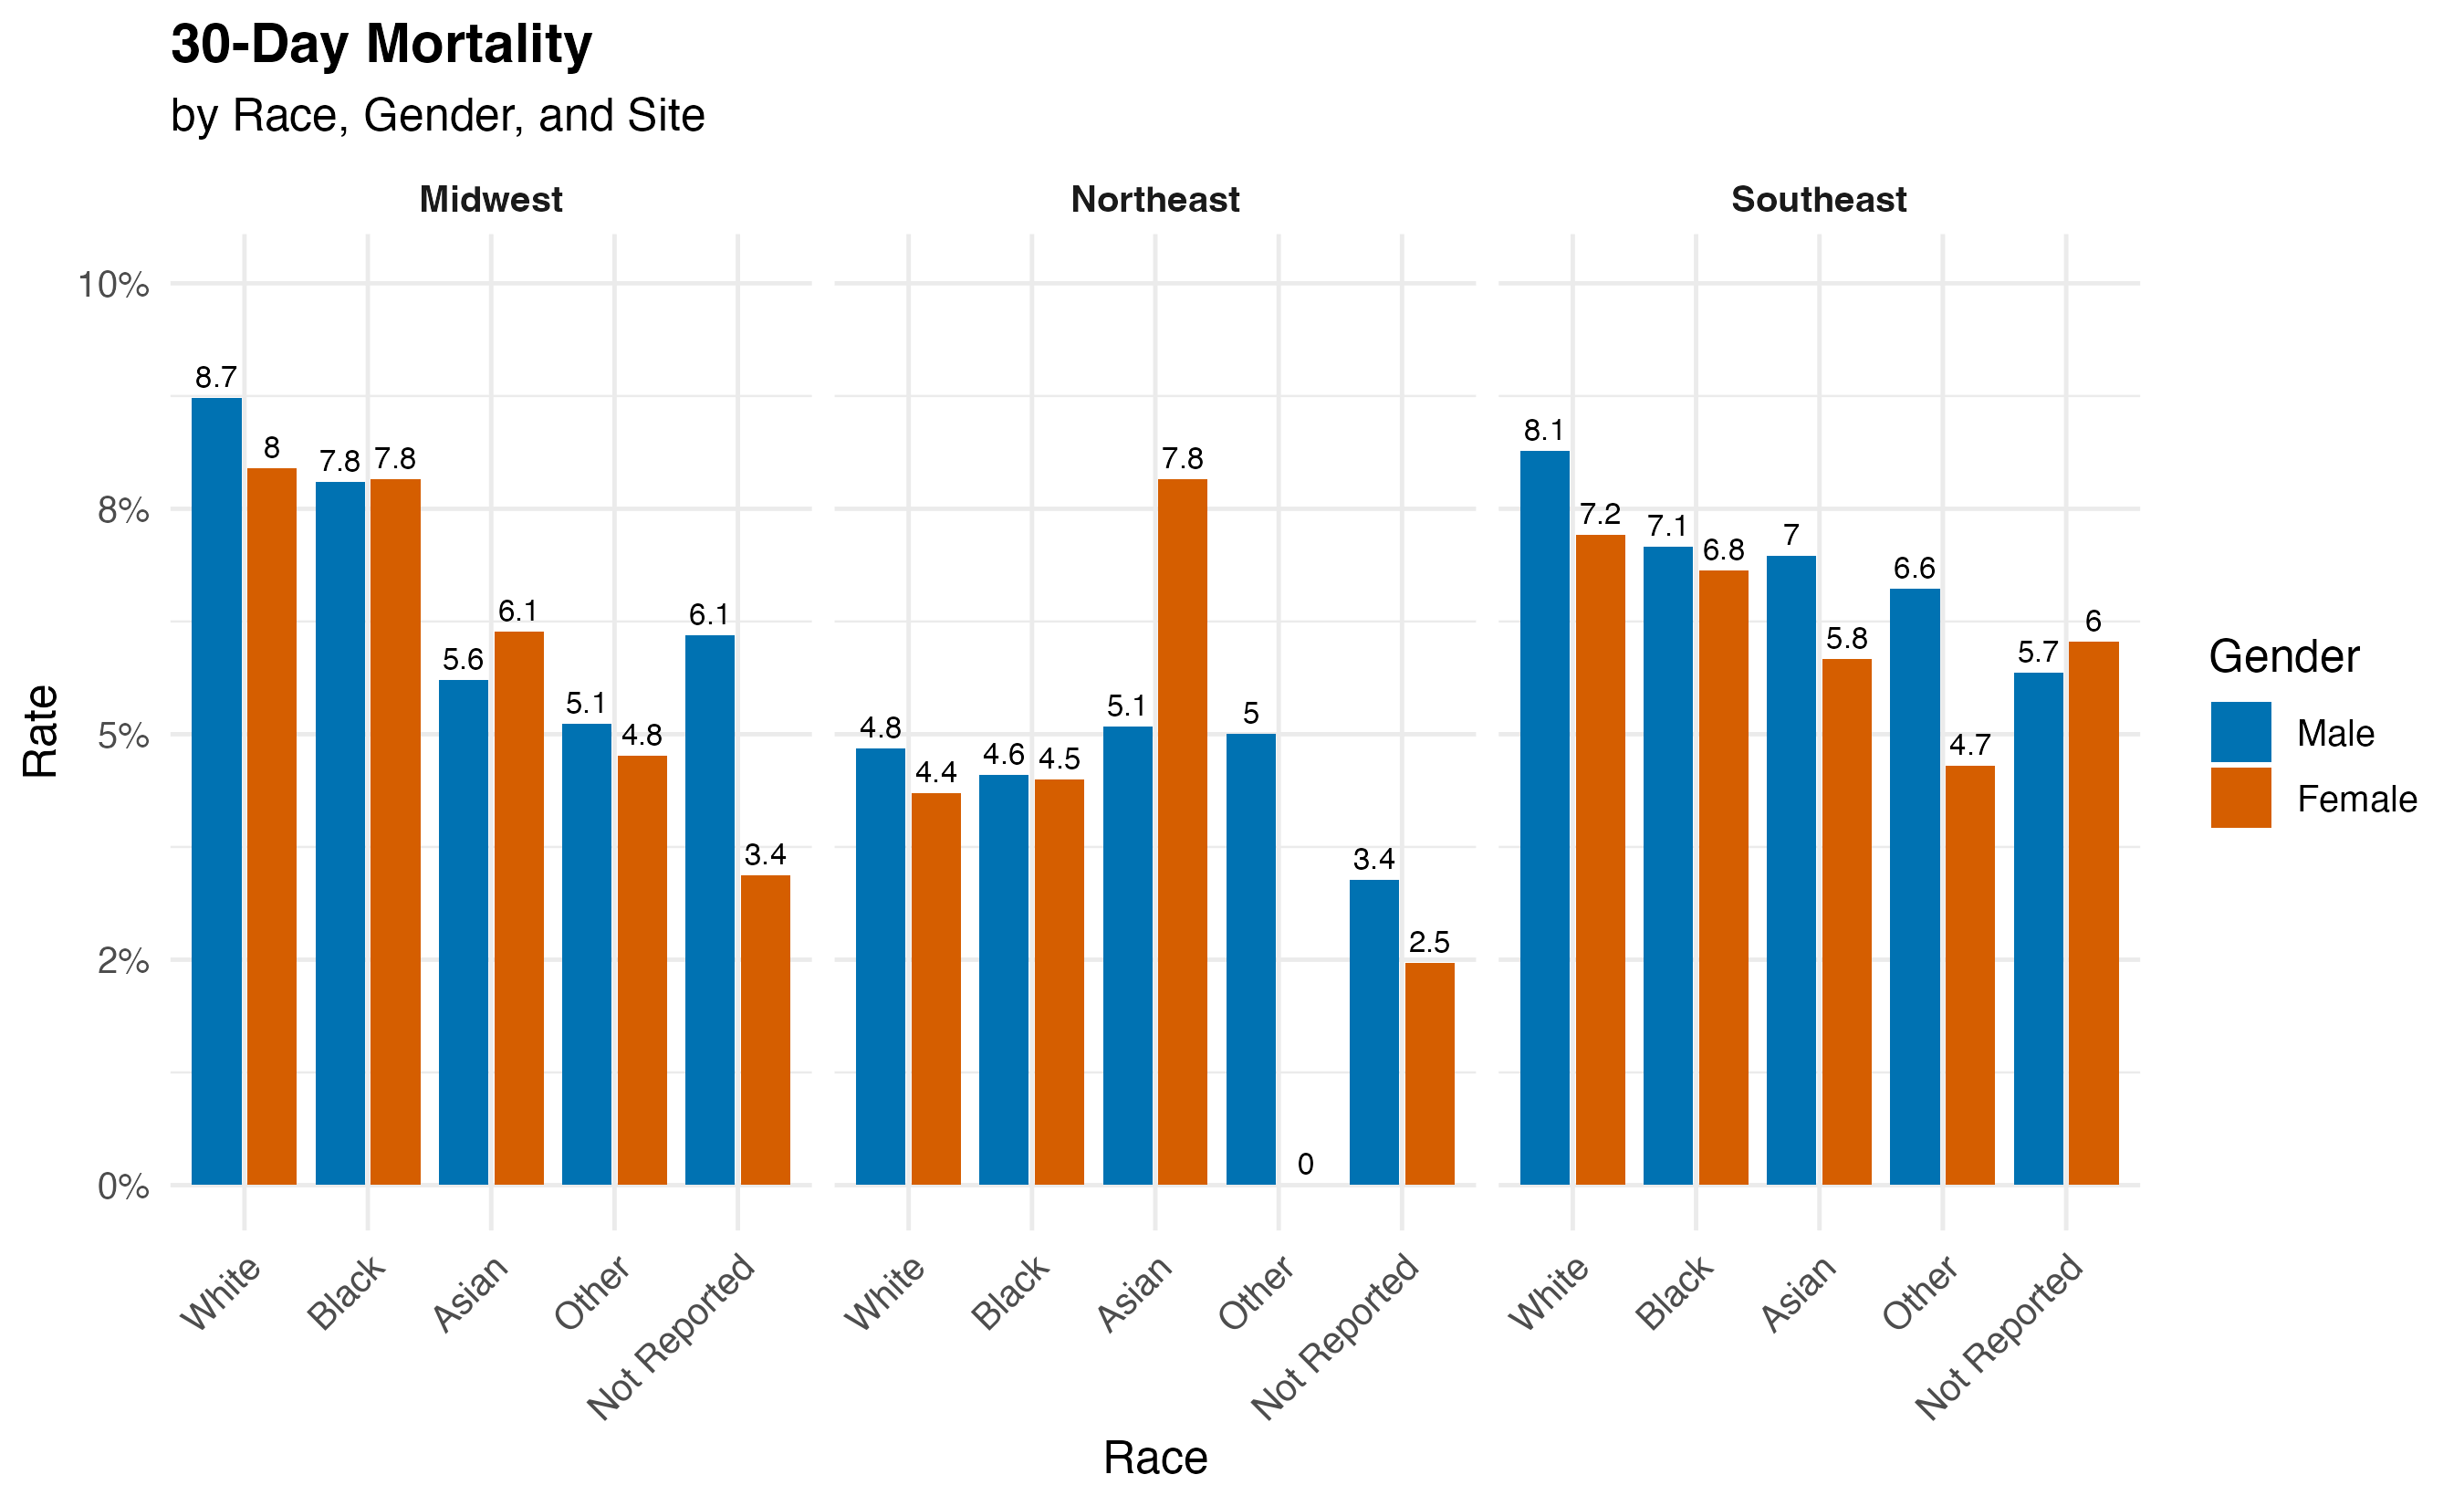 30-Day Mortality
by Race, Gender, and Site
Midwest
Northeast
Southeast
10%
8%
5%
2%
0%
Rate
8.7
8
7.8
7.8
5.6
6.1
5.1
4.8
6.1
3.4
4.8
4.4
4.6
4.5
5.1
7.8
5
0
3.4
2.5
8.1
7.2
7.1
6.8
7
5.8
6.6
4.7
5.7
6
White
Black
Asian
Other
Not Reported
White
Black
Asian
Other
Not Reported
White
Black
Asian
Other
Not Reported
Race
Gender
Male
Female